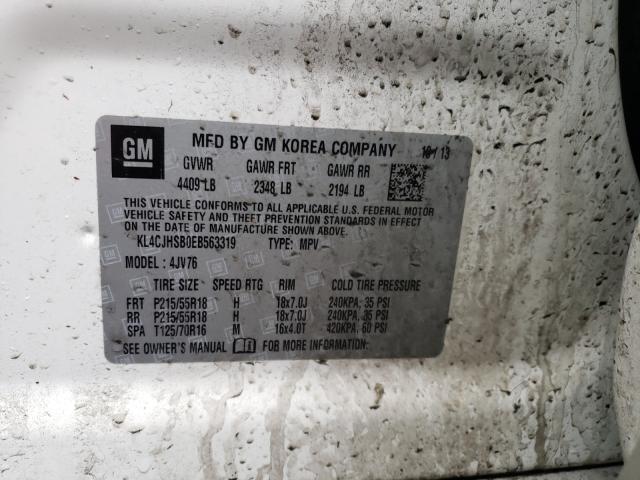 GM
MFD BY GM KOREA COMPANY 10 / 13
GVWR GAWR FRT GAWR RR
4409 LB 2348 LB 2194 LB
THIS VEHICLE CONFORMS TO ALL APPLICABLE U.S. FEDERAL MOTOR
VEHICLE SAFETY AND THEFT PREVENTION STANDARDS IN EFFECT
ON THE DATE OF MANUFACTURE SHOWN ABOVE.
KL4CJHSB0EB563319 TYPE: MPV
MODEL : 4JV76
TIRE SIZE SPEED RTG RIM COLD TIRE PRESSURE
FRT P215/55R18 H 18x7.0J 240KPA, 35 PSI
RR P215/55R18 H 18x7.0J 240KPA, 35 PSI
SPA T125/70R16 M 16x4.0T 420KPA, 60 PSI
SEE OWNER'S MANUAL FOR MORE INFORMATION: